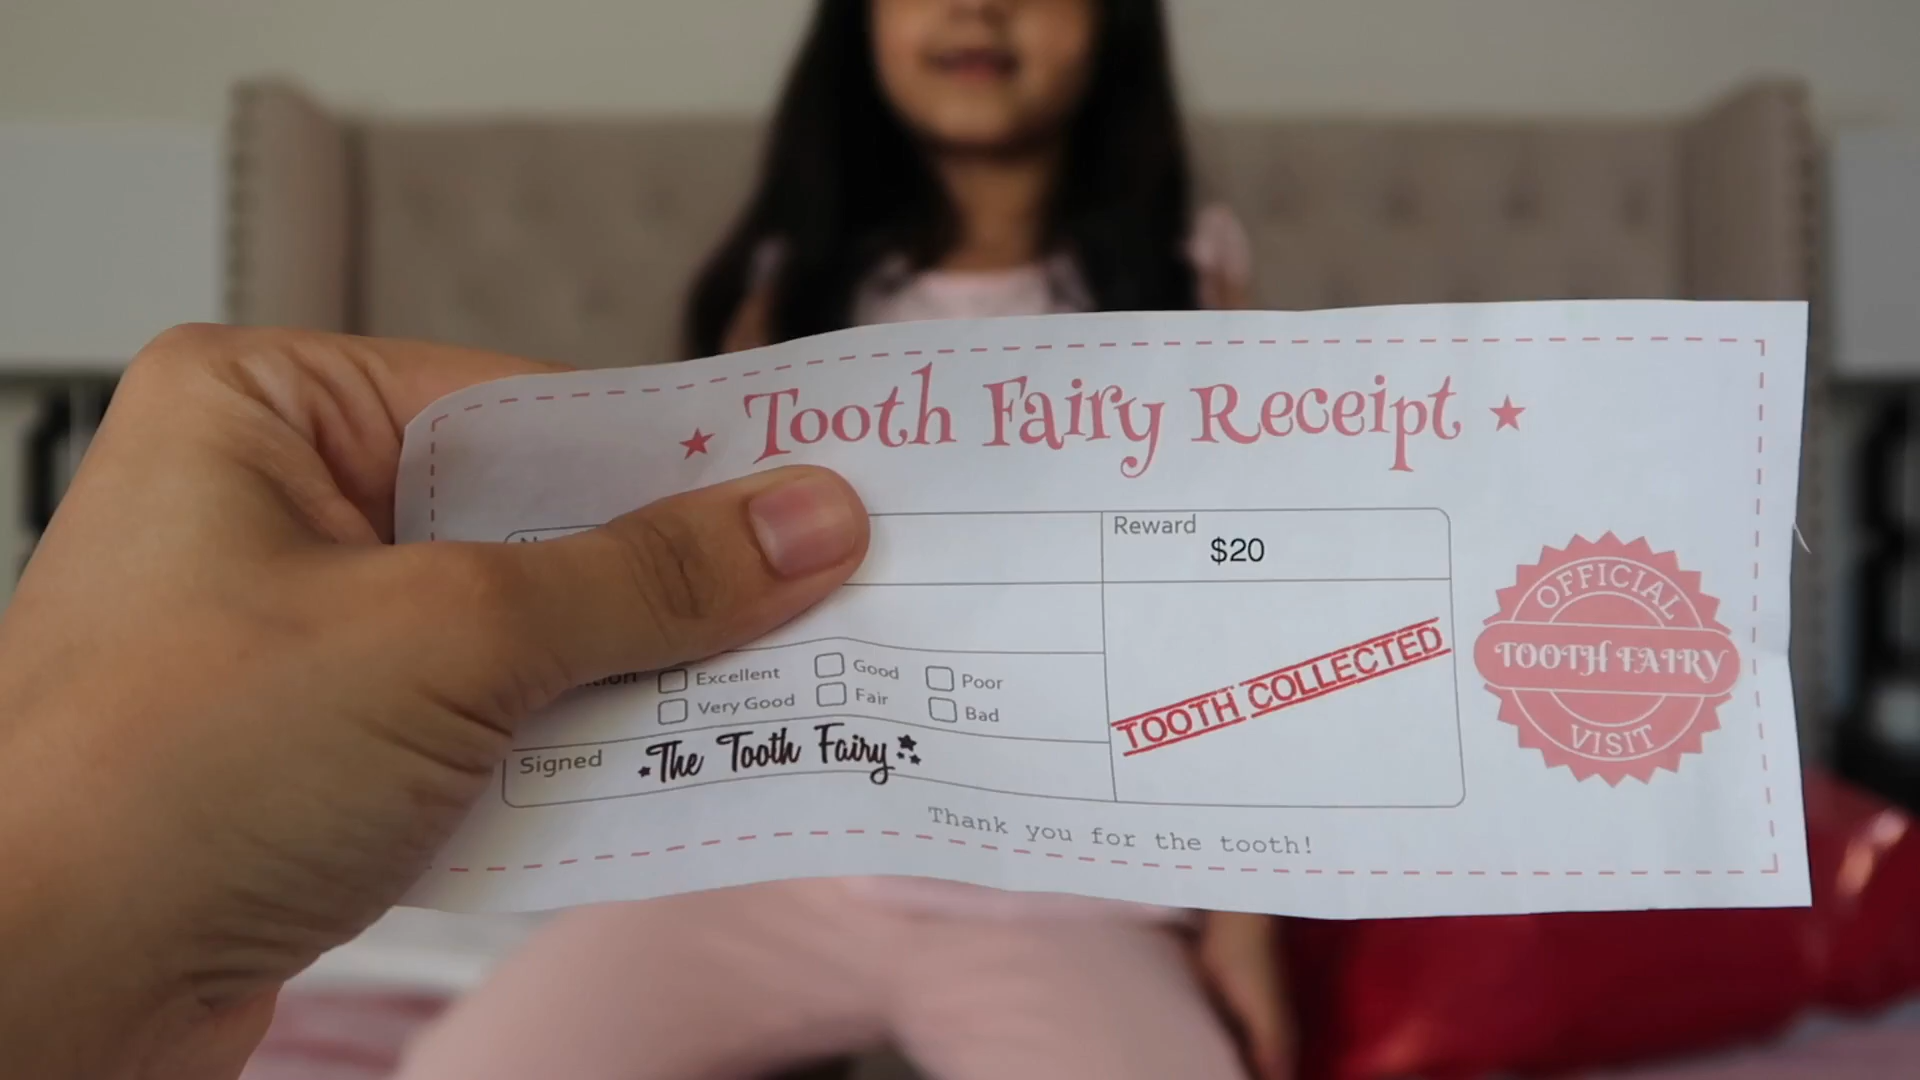 Tooth Fairy Receipt
Reward
$20
Excellent
Good
Poor
Very Good
Fair
Bad
TOOTH COLLECTED
Signed
The Tooth Fairy
Thank you for the tooth!
OFFICIAL
TOOTH FAIRY
VISIT